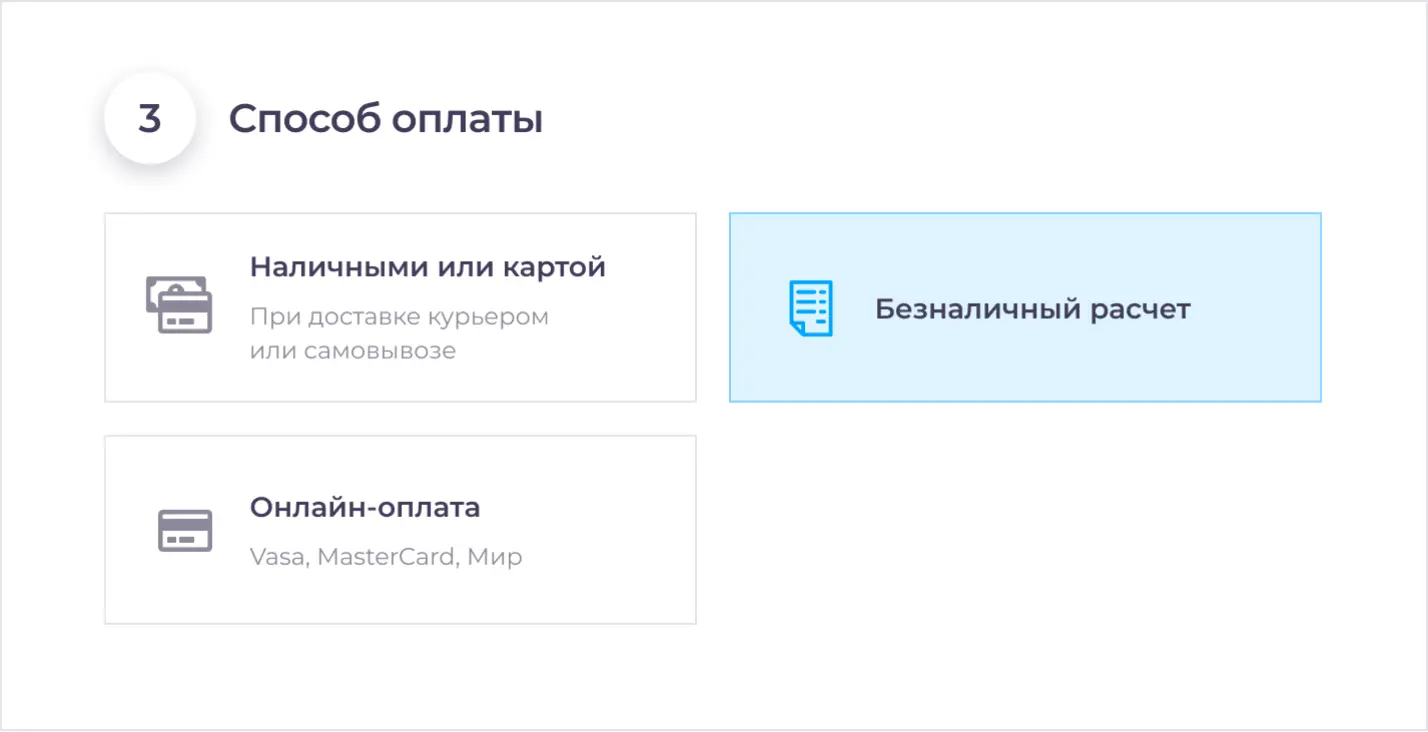 3
Способ оплаты
Наличными или картой
При доставке курьером
или самовывозе
Безналичный расчет
Онлайн-оплата
Vasa, MasterCard, Мир